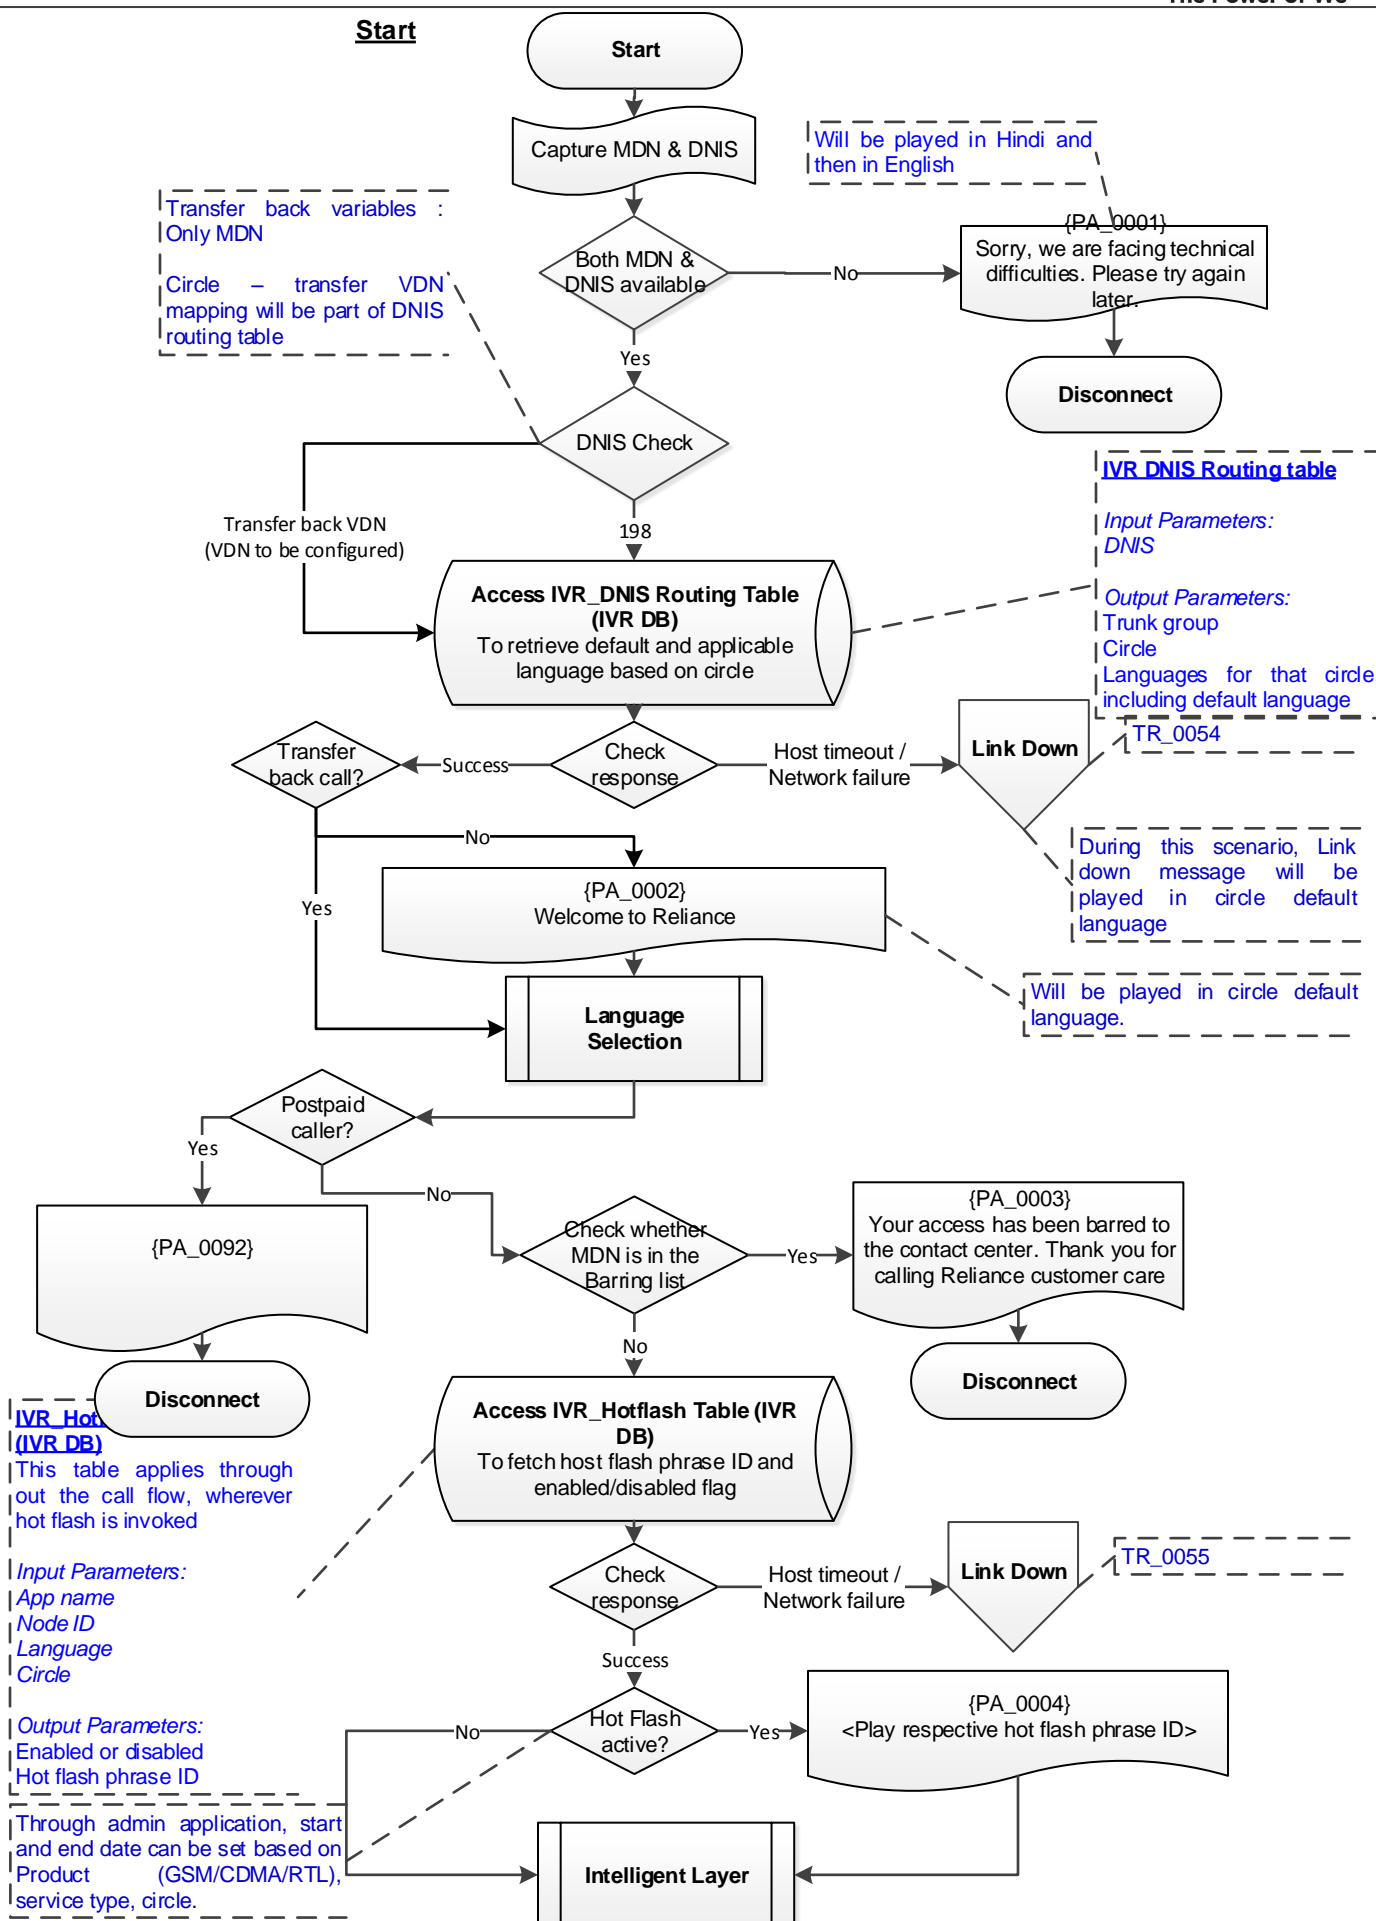 Start
Start
Capture MDN & DNIS
Will be played in Hindi and
then in English
Transfer back variables :
Only MDN
Circle – transfer VDN
mapping will be part of DNIS
routing table
Both MDN &
DNIS available
No
{PA_0001}
Sorry, we are facing technical
difficulties. Please try again
later.
Yes
Disconnect
DNIS Check
IVR DNIS Routing table
Input Parameters:
DNIS
Output Parameters:
Trunk group
Circle
Languages for that circle
including default language
Transfer back VDN
(VDN to be configured)
198
Access IVR_DNIS Routing Table
(IVR DB)
To retrieve default and applicable
language based on circle
Transfer
back call?
Success
Check
response
Host timeout /
Network failure
Link Down
TR_0054
No
During this scenario, Link
down message will be
played in circle default
language
Yes
{PA_0002}
Welcome to Reliance
Will be played in circle default
language.
Language
Selection
Postpaid
caller?
Yes
No
{PA_0092}
Check whether
MDN is in the
Barring list
Yes
{PA_0003}
Your access has been barred to
the contact center. Thank you for
calling Reliance customer care
No
Disconnect
Disconnect
(IVR DB)
This table applies through
out the call flow, wherever
hot flash is invoked
Input Parameters:
App name
Node ID
Language
Circle
Output Parameters:
Enabled or disabled
Hot flash phrase ID
Access IVR_Hotflash Table (IVR
DB)
To fetch host flash phrase ID and
enabled/disabled flag
Check
response
Host timeout /
Network failure
Link Down
TR_0055
Success
Hot Flash
active?
No
Yes
{PA_0004}
<Play respective hot flash phrase ID>
Through admin application, start
and end date can be set based on
Product (GSM/CDMA/RTL),
service type, circle.
Intelligent Layer